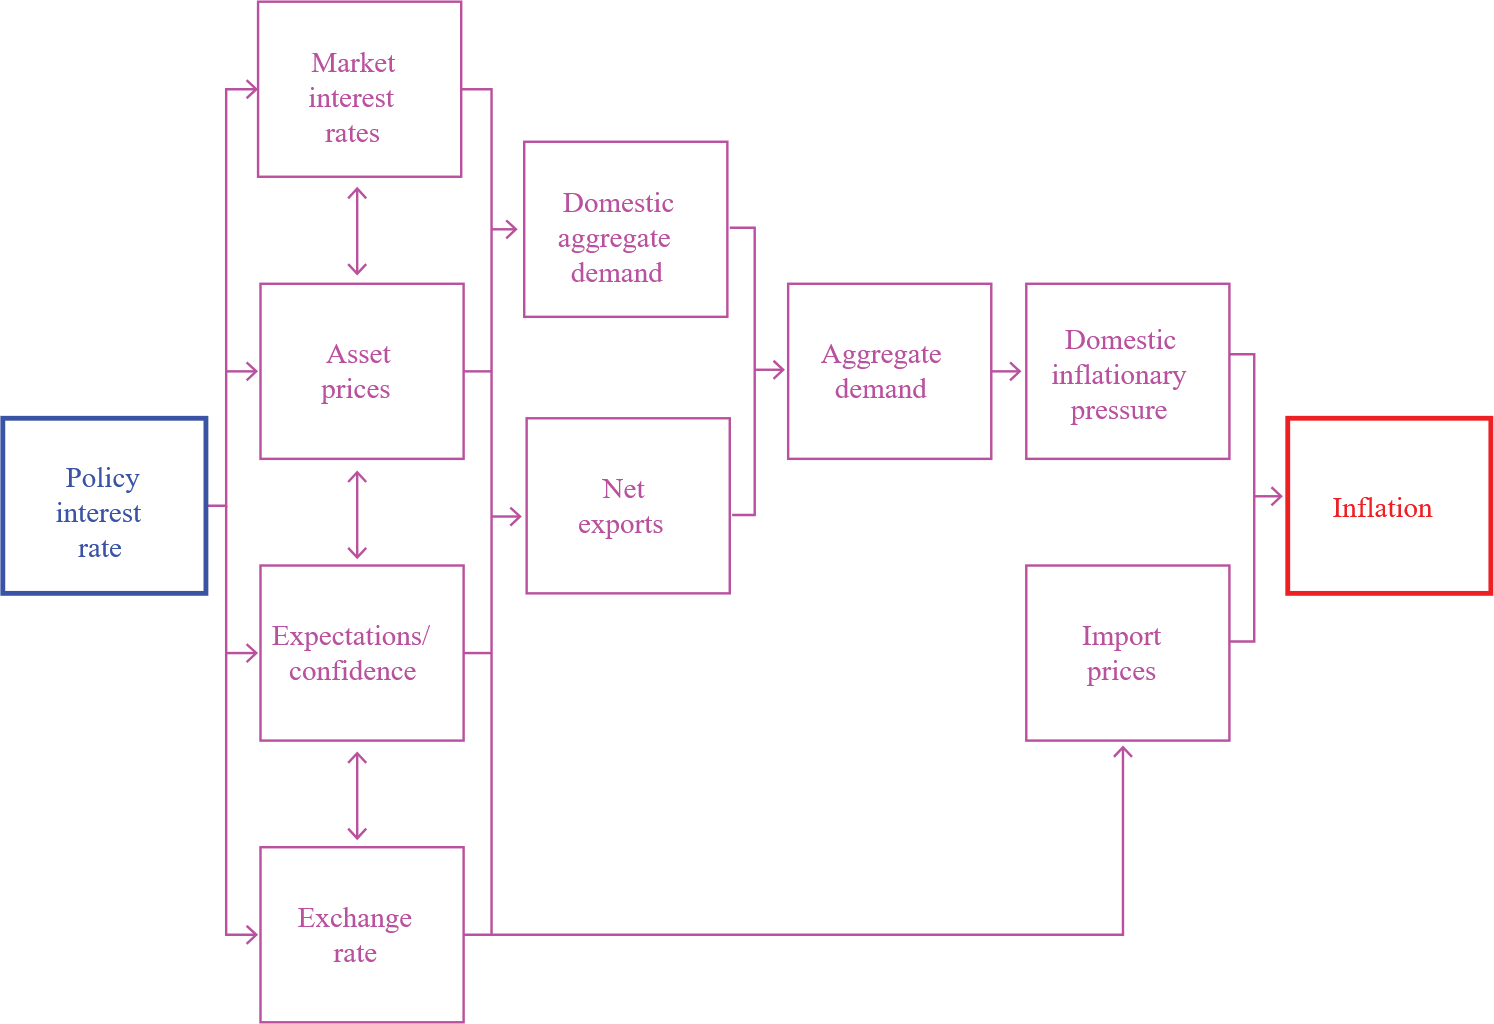 Market
interest
rates
Domestic
aggregate
demand
Asset
prices
Aggregate
demand
Domestic
inflationary
pressure
Policy
interest
rate
Net
exports
Inflation
Expectations/
confidence
Import
prices
Exchange
rate